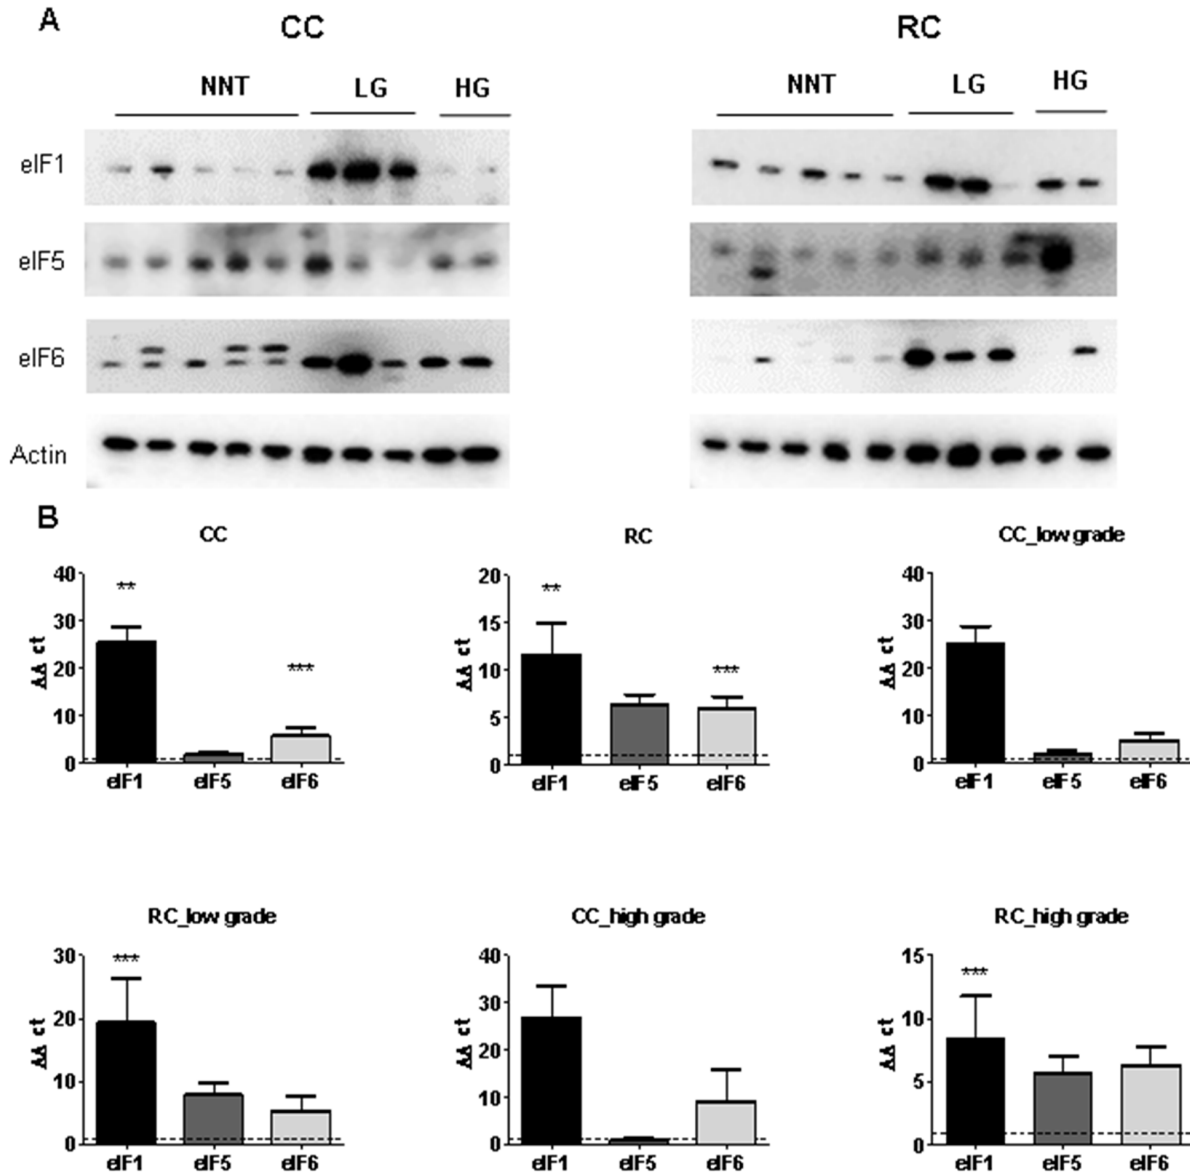 A
CC RC
NNT LG HG NNT LG HG
eIF1
eIF5
eIF6
Actin
B
CC
40
30
20
10
0
ΔΔ ct
**
***
eIF1 eIF5 eIF6
RC
20
15
10
5
0
ΔΔ ct
**
***
eIF1 eIF5 eIF6
CC_low grade
40
30
20
10
0
ΔΔ ct
eIF1 eIF5 eIF6
RC_low grade
30
20
10
0
ΔΔ ct
***
eIF1 eIF5 eIF6
CC_high grade
40
30
20
10
0
ΔΔ ct
eIF1 eIF5 eIF6
RC_high grade
15
10
5
0
ΔΔ ct
***
eIF1 eIF5 eIF6